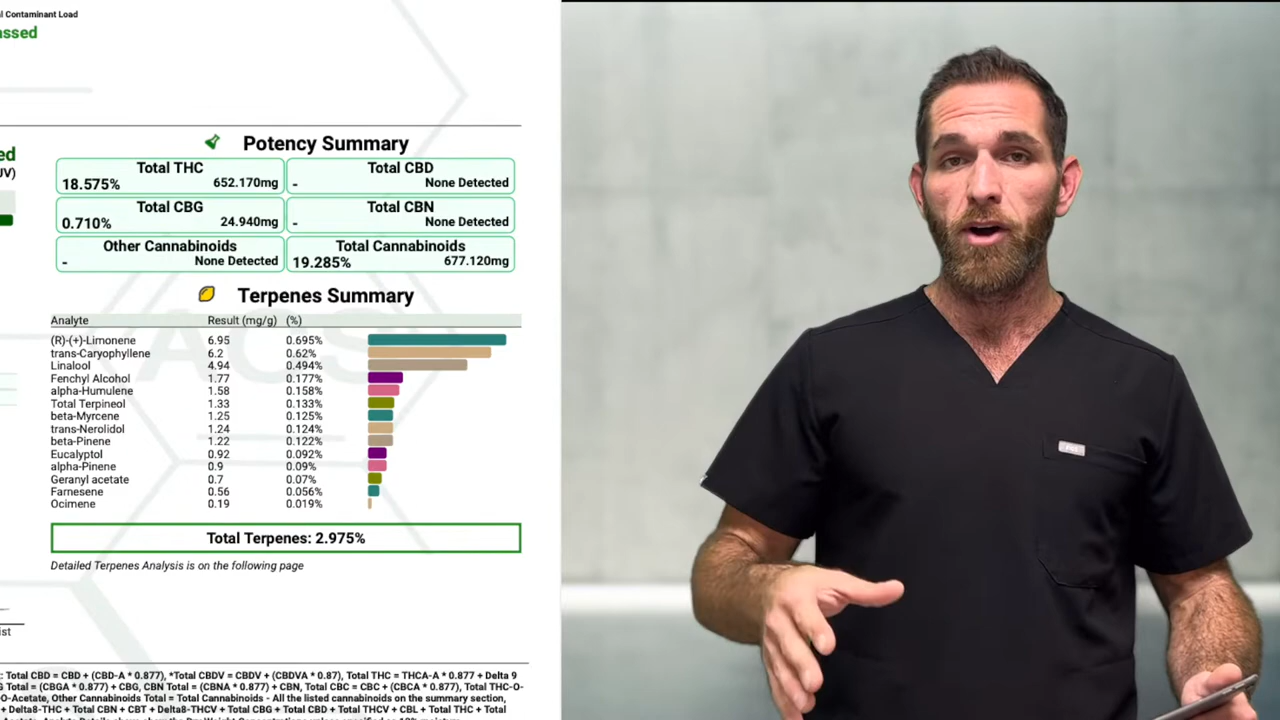 l Contaminant Load
assed
Potency Summary
Total THC
18.575% 652.170mg
Total CBD
- None Detected
Total CBG
0.710% 24.940mg
Total CBN
- None Detected
Other Cannabinoids
- None Detected
Total Cannabinoids
19.285% 677.120mg
ed
UV)
Terpenes Summary
Analyte Result (mg/g) (%)
(R)-(+)-Limonene 6.95 0.695%
trans-Caryophyllene 6.2 0.62%
Linalool 4.94 0.494%
Fenchyl Alcohol 1.77 0.177%
alpha-Humulene 1.58 0.158%
Total Terpineol 1.33 0.133%
beta-Myrcene 1.25 0.125%
trans-Nerolidol 1.24 0.124%
beta-Pinene 1.22 0.122%
Eucalyptol 0.92 0.092%
alpha-Pinene 0.9 0.09%
Geranyl acetate 0.7 0.07%
Farnesene 0.56 0.056%
Ocimene 0.19 0.019%
Total Terpenes: 2.975%
Detailed Terpenes Analysis is on the following page
ist
: Total CBD = CBD + (CBD-A * 0.877), *Total CBDV = CBDV + (CBDVA * 0.87), Total THC = THCA-A * 0.877 + Delta 9
G Total = (CBGA * 0.877) + CBG, CBN Total = (CBNA * 0.877) + CBN, Total CBC = CBC + (CBCA * 0.877), Total THC-O-
O-Acetate, Other Cannabinoids Total = Total Cannabinoids - All the listed cannabinoids on the summary section,
+ Delta8-THC + Total CBN + CBT + Delta8-THCV + Total CBG + Total CBD + Total THCV + CBL + Total THC + Total